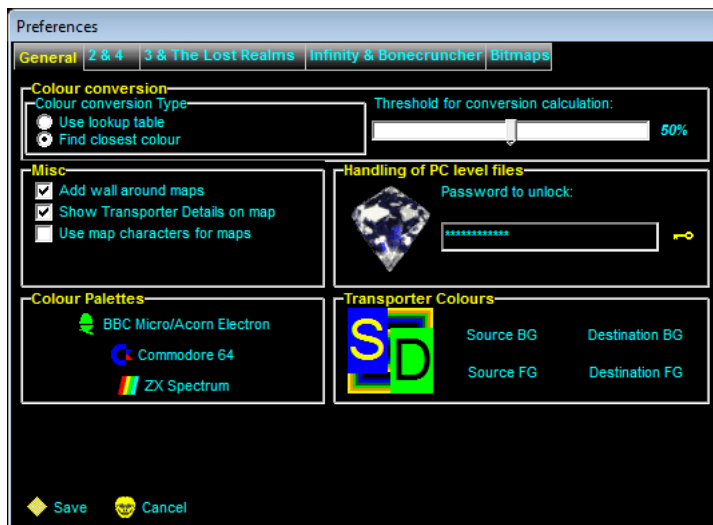 Preferences
General 2 & 4 3 & The Lost Realms Infinity & Bonecruncher Bitmaps
Colour conversion
Colour conversion Type
Use lookup table
Find closest colour
Threshold for conversion calculation:
50%
Misc
Add wall around maps
Show Transporter Details on map
Use map characters for maps
Handling of PC level files
Password to unlock:
************
Colour Palettes
BBC Micro/Acorn Electron
Commodore 64
ZX Spectrum
Transporter Colours
S D
Source BG Destination BG
Source FG Destination FG
Save Cancel